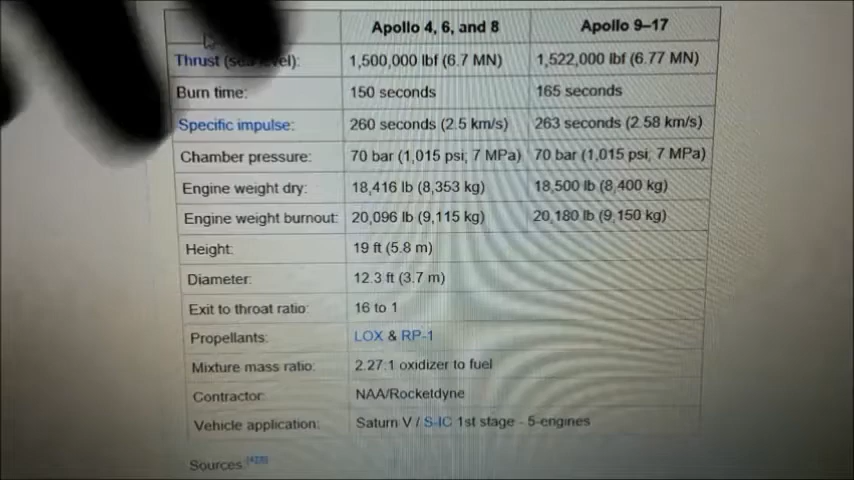 Apollo 4, 6, and 8 Apollo 9–17
Thrust (sea level): 1,500,000 lbf (6.7 MN) 1,522,000 lbf (6.77 MN)
Burn time: 150 seconds 165 seconds
Specific impulse: 260 seconds (2.5 km/s) 263 seconds (2.58 km/s)
Chamber pressure: 70 bar (1,015 psi; 7 MPa) 70 bar (1,015 psi; 7 MPa)
Engine weight dry: 18,416 lb (8,353 kg) 18,500 lb (8,400 kg)
Engine weight burnout: 20,096 lb (9,115 kg) 20,180 lb (9,150 kg)
Height: 19 ft (5.8 m)
Diameter: 12.3 ft (3.7 m)
Exit to throat ratio: 16 to 1
Propellants: LOX & RP-1
Mixture mass ratio: 2.27:1 oxidizer to fuel
Contractor: NAA/Rocketdyne
Vehicle application: Saturn V / S-IC 1st stage - 5-engines
Sources: